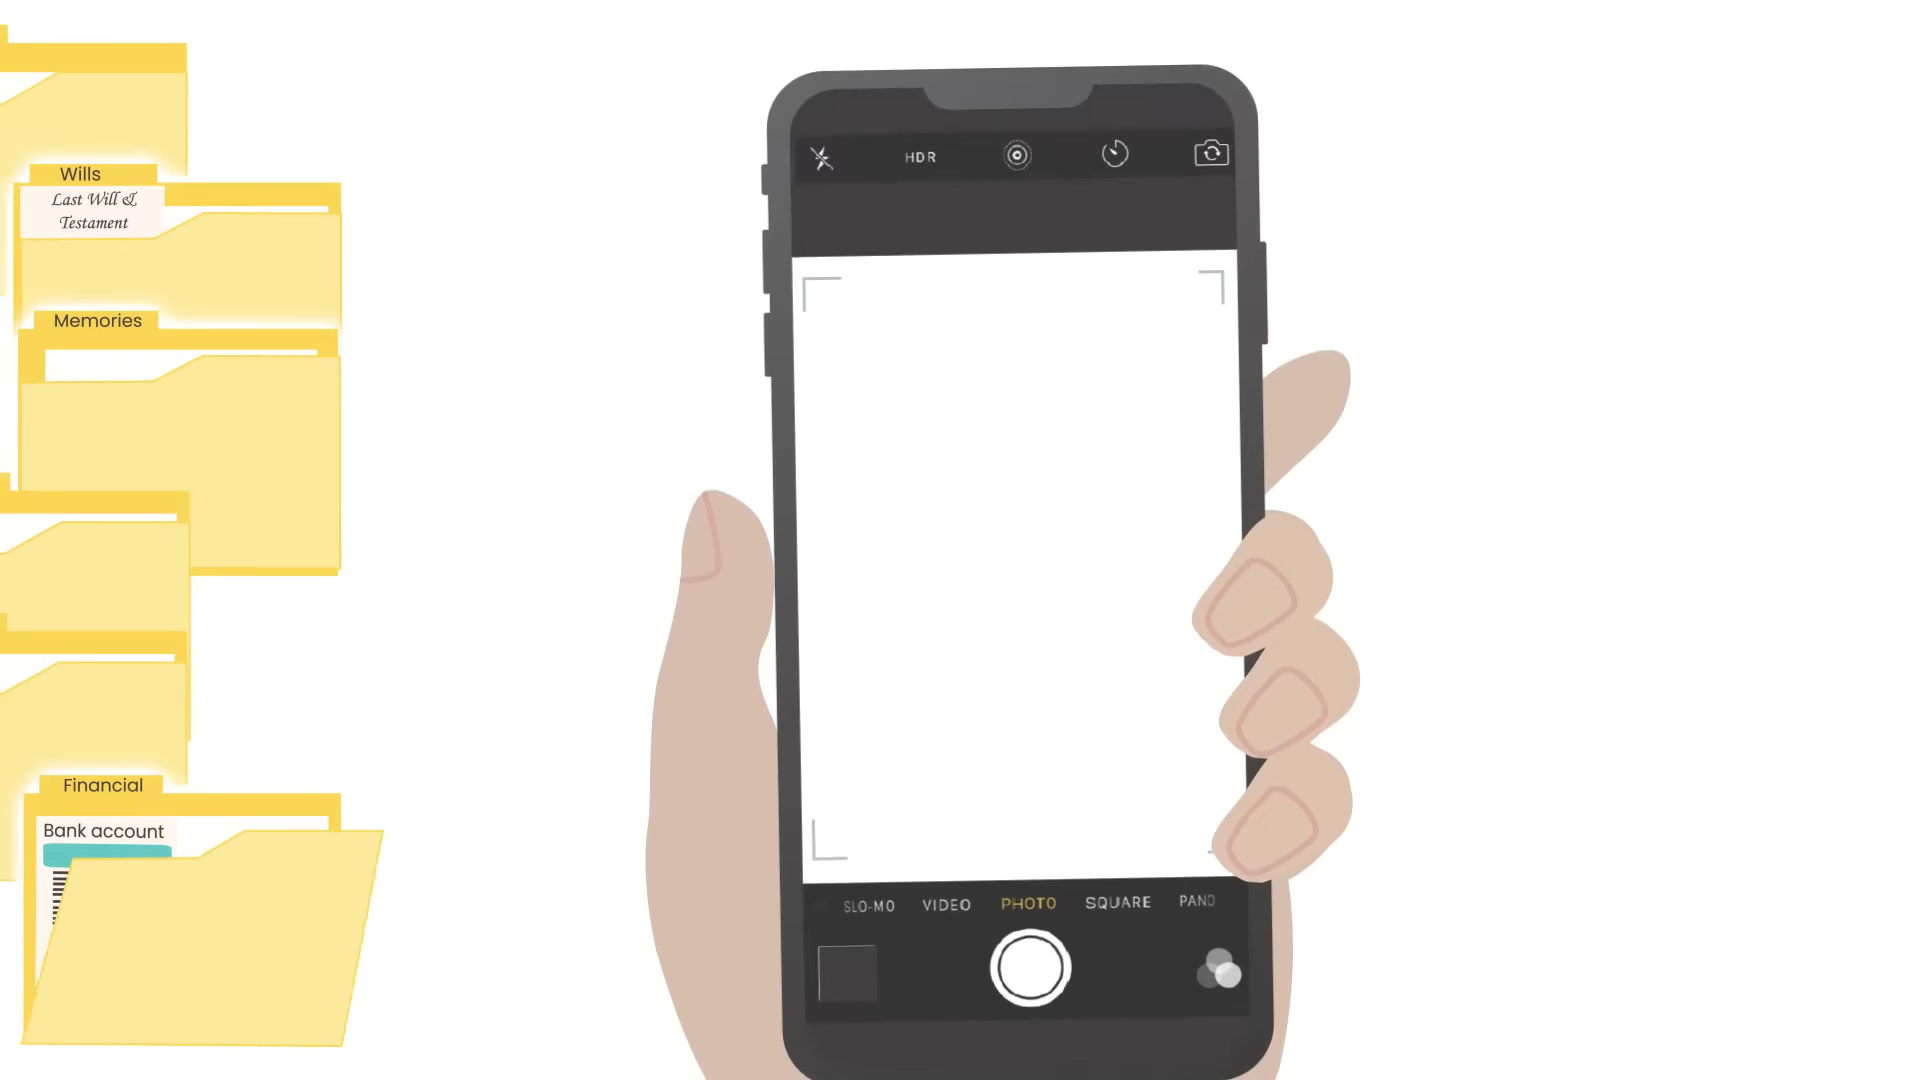 Wills
Last Will &
Testament
Memories
Financial
Bank account
HDR
SLO-MO
VIDEO
PHOTO
SQUARE
PANO